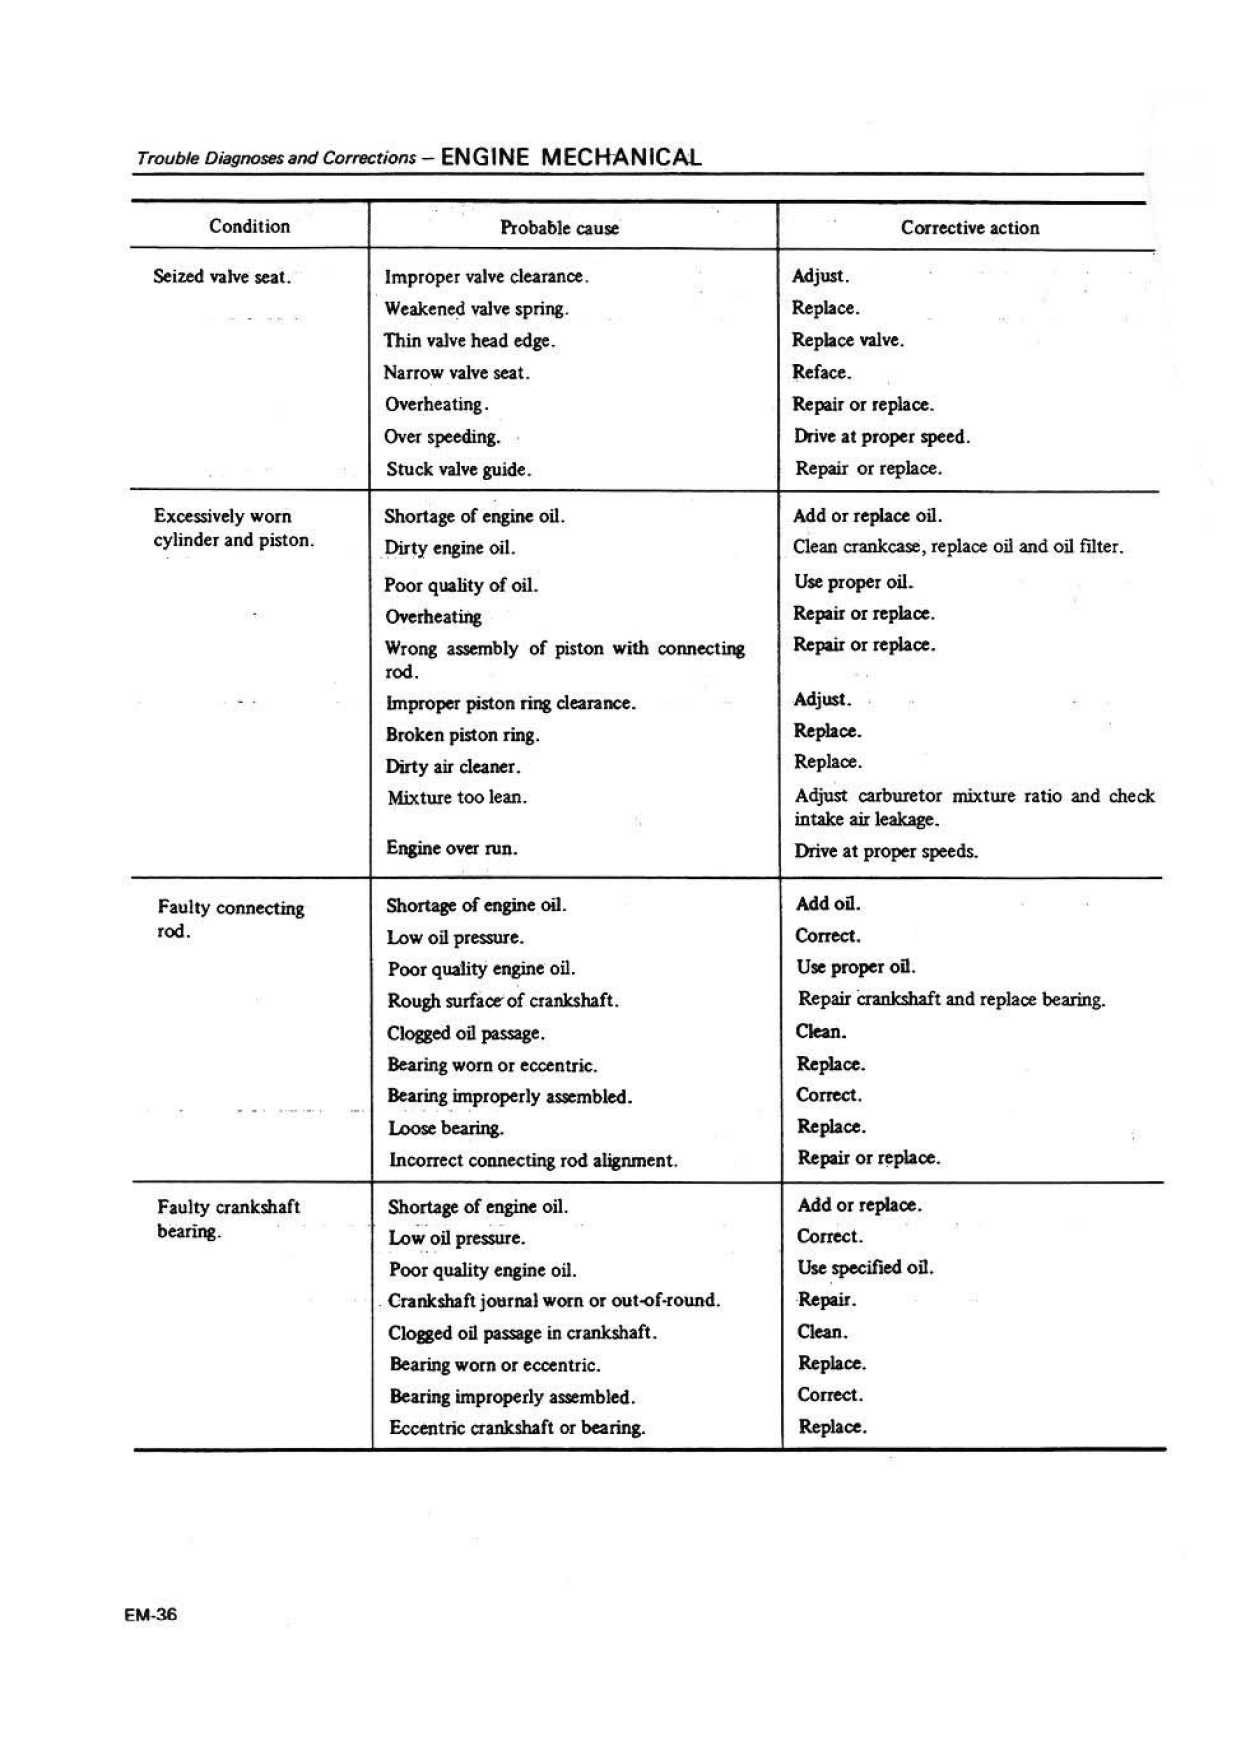 Trouble Diagnoses and Corrections – ENGINE MECHANICAL
Condition Probable cause Corrective action
Seized valve seat. Improper valve clearance. Adjust.
Weakened valve spring. Replace.
Thin valve head edge. Replace valve.
Narrow valve seat. Reface.
Overheating. Repair or replace.
Over speeding. Drive at proper speed.
Stuck valve guide. Repair or replace.
Excessively worn Shortage of engine oil. Add or replace oil.
cylinder and piston. Dirty engine oil. Clean crankcase, replace oil and oil filter.
Poor quality of oil. Use proper oil.
Overheating Repair or replace.
Wrong assembly of piston with connecting Repair or replace.
rod.
Improper piston ring clearance. Adjust.
Broken piston ring. Replace.
Dirty air cleaner. Replace.
Mixture too lean. Adjust carburetor mixture ratio and check
intake air leakage.
Engine over run. Drive at proper speeds.
Faulty connecting Shortage of engine oil. Add oil.
rod. Low oil pressure. Correct.
Poor quality engine oil. Use proper oil.
Rough surface of crankshaft. Repair crankshaft and replace bearing.
Clogged oil passage. Clean.
Bearing worn or eccentric. Replace.
Bearing improperly assembled. Correct.
Loose bearing. Replace.
Incorrect connecting rod alignment. Repair or replace.
Faulty crankshaft Shortage of engine oil. Add or replace.
bearing. Low oil pressure. Correct.
Poor quality engine oil. Use specified oil.
Crankshaft journal worn or out-of-round. Repair.
Clogged oil passage in crankshaft. Clean.
Bearing worn or eccentric. Replace.
Bearing improperly assembled. Correct.
Eccentric crankshaft or bearing. Replace.
EM-36